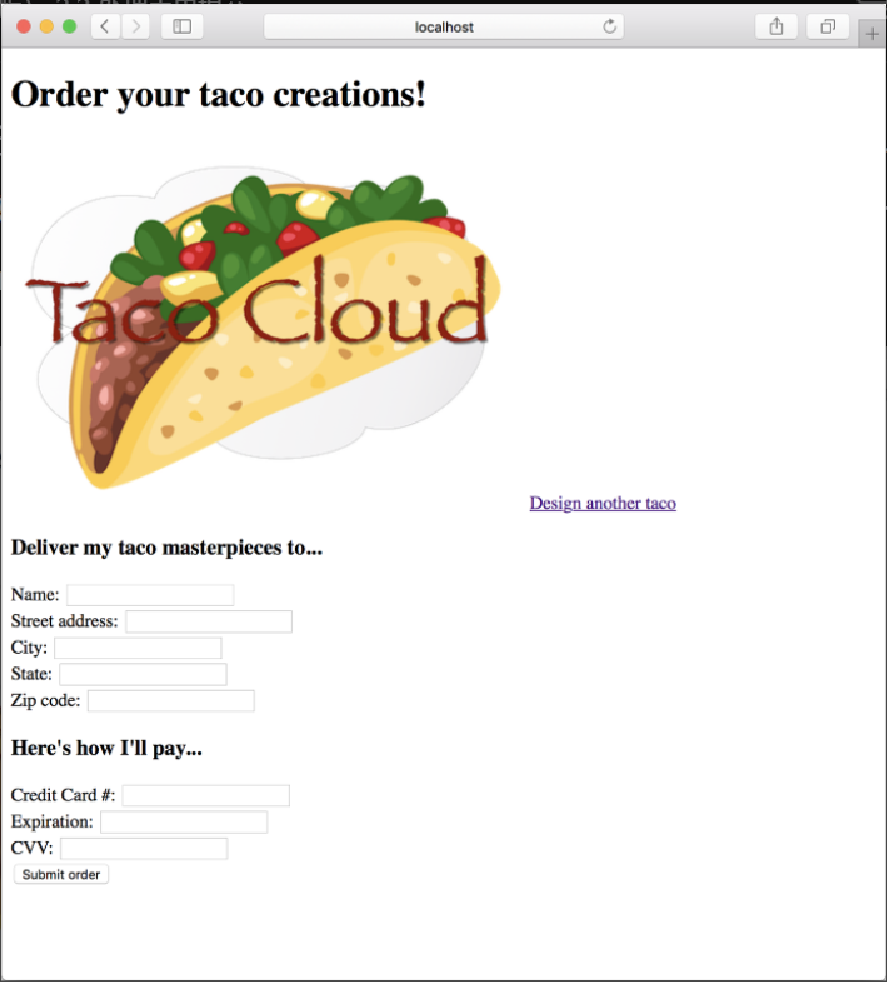 localhost
Order your taco creations!
Taco Cloud
Design another taco
Deliver my taco masterpieces to...
Name:
Street address:
City:
State:
Zip code:
Here's how I'll pay...
Credit Card #:
Expiration:
CVV:
Submit order